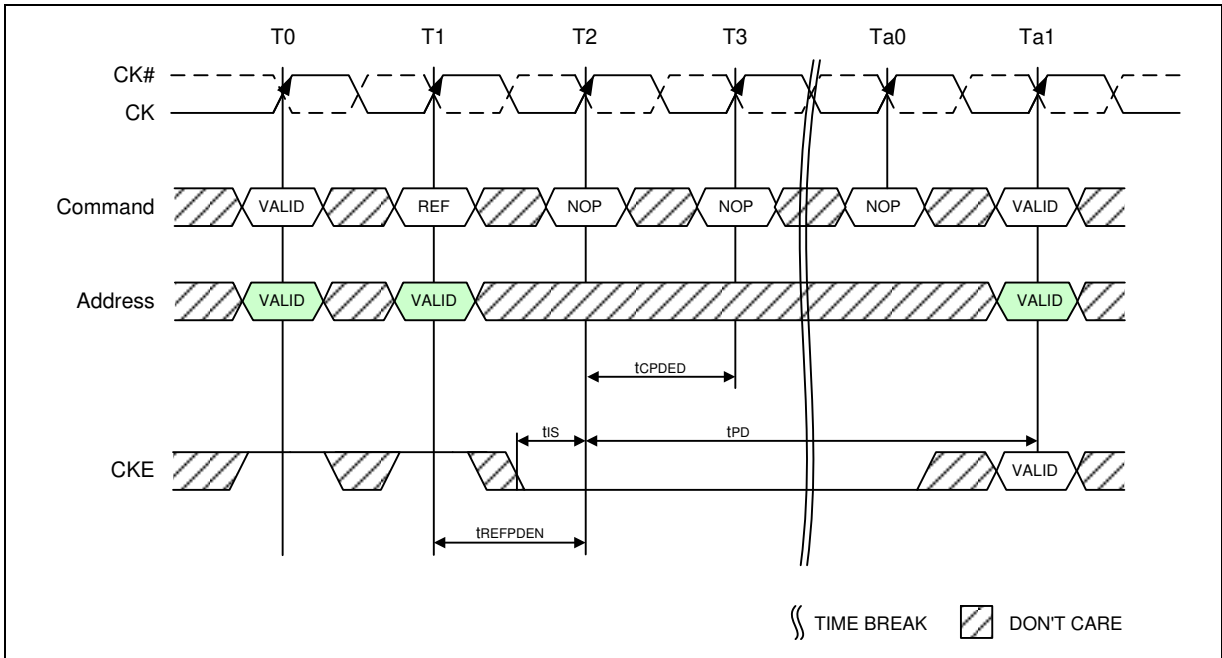 T0 T1 T2 T3 Ta0 Ta1
CK#
CK
Command VALID REF NOP NOP NOP VALID
Address VALID VALID VALID
tCPDED
tIS tPD
CKE VALID
tREFPDEN
TIME BREAK DON'T CARE